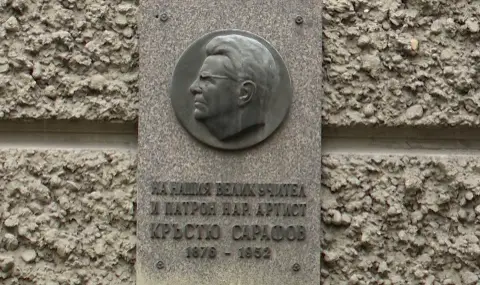 НА НАШИЯ ВЕЛИК УЧИТЕЛ
И ПАТРОН НАР. АРТИСТ
КРЪСТЮ САРАФОВ
1876 - 1952